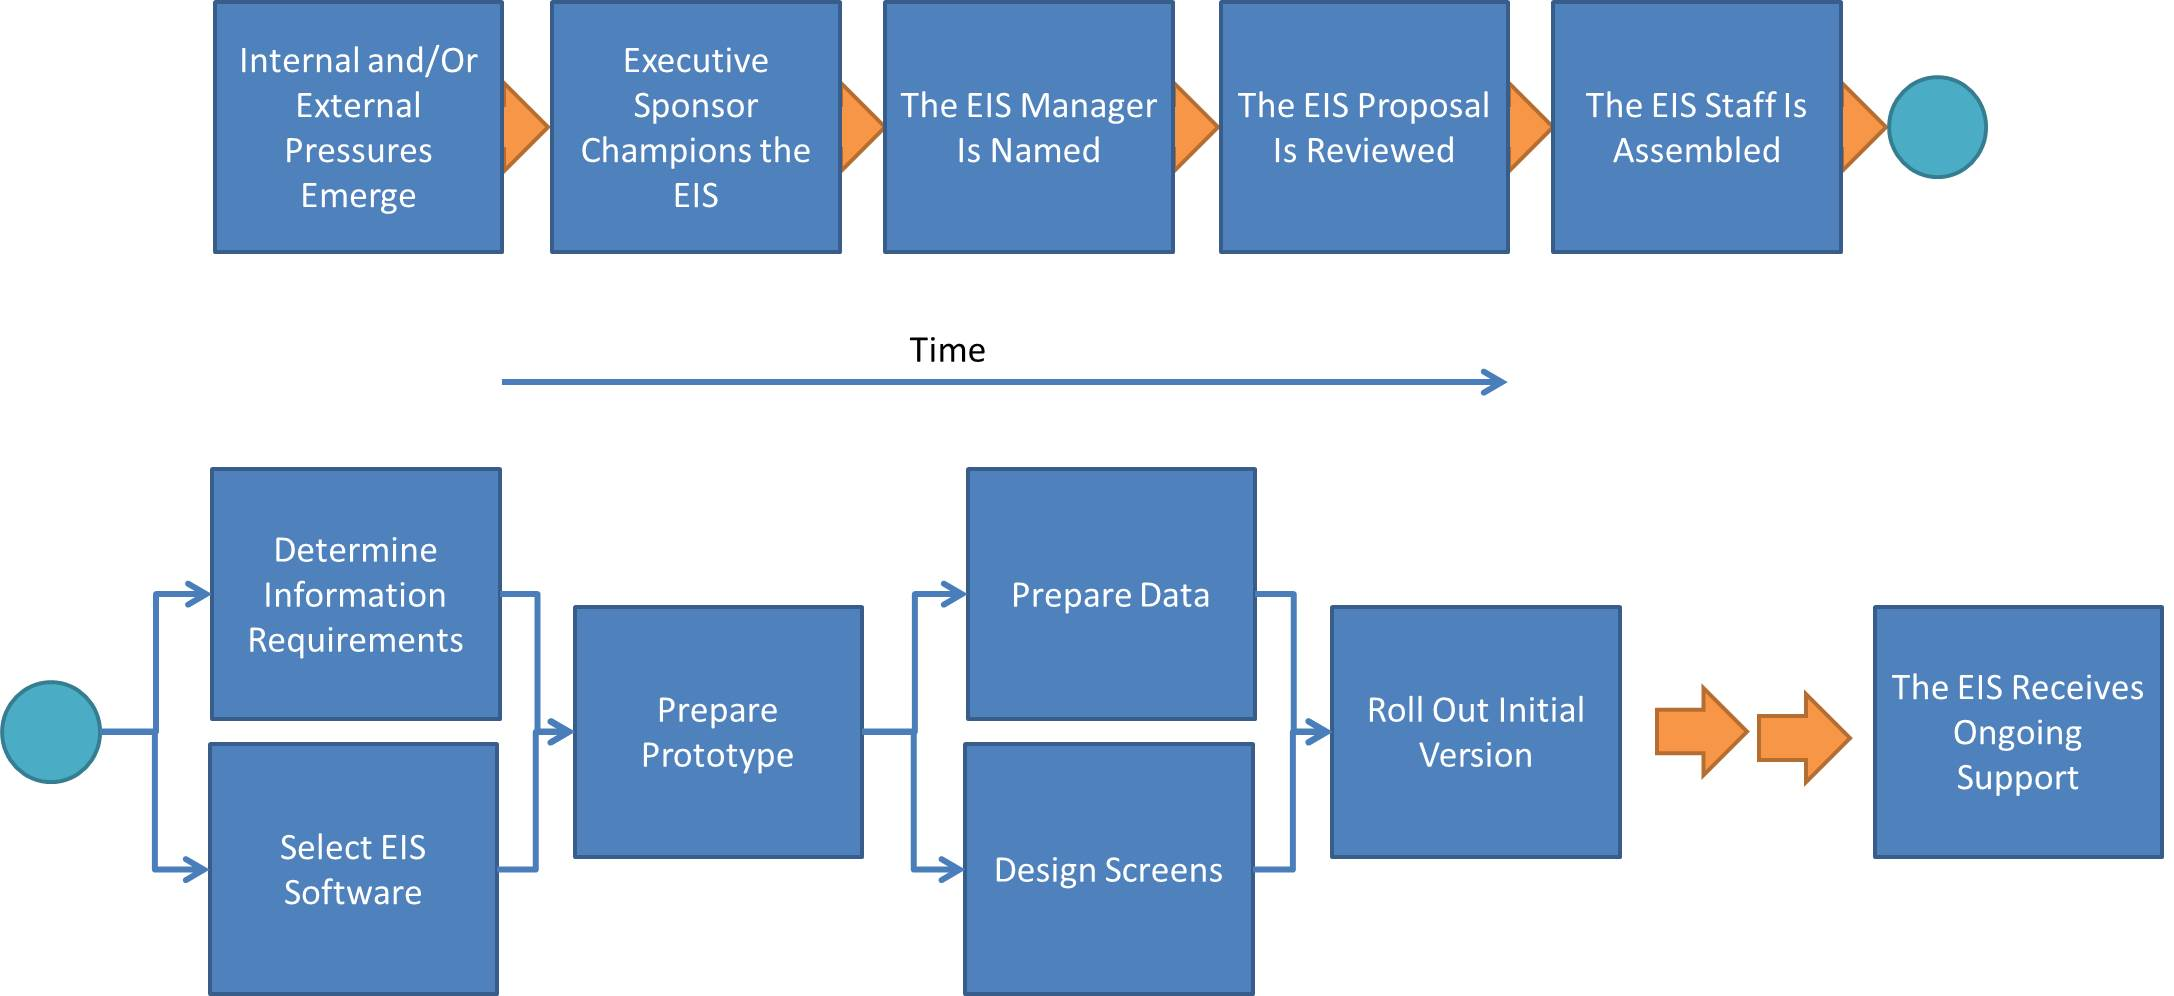 Internal and/Or
External
Pressures
Emerge
Executive
Sponsor
Champions the
EIS
The EIS Manager
Is Named
The EIS Proposal
Is Reviewed
The EIS Staff Is
Assembled
Time
Determine
Information
Requirements
Select EIS
Software
Prepare
Prototype
Prepare Data
Design Screens
Roll Out Initial
Version
The EIS Receives
Ongoing
Support